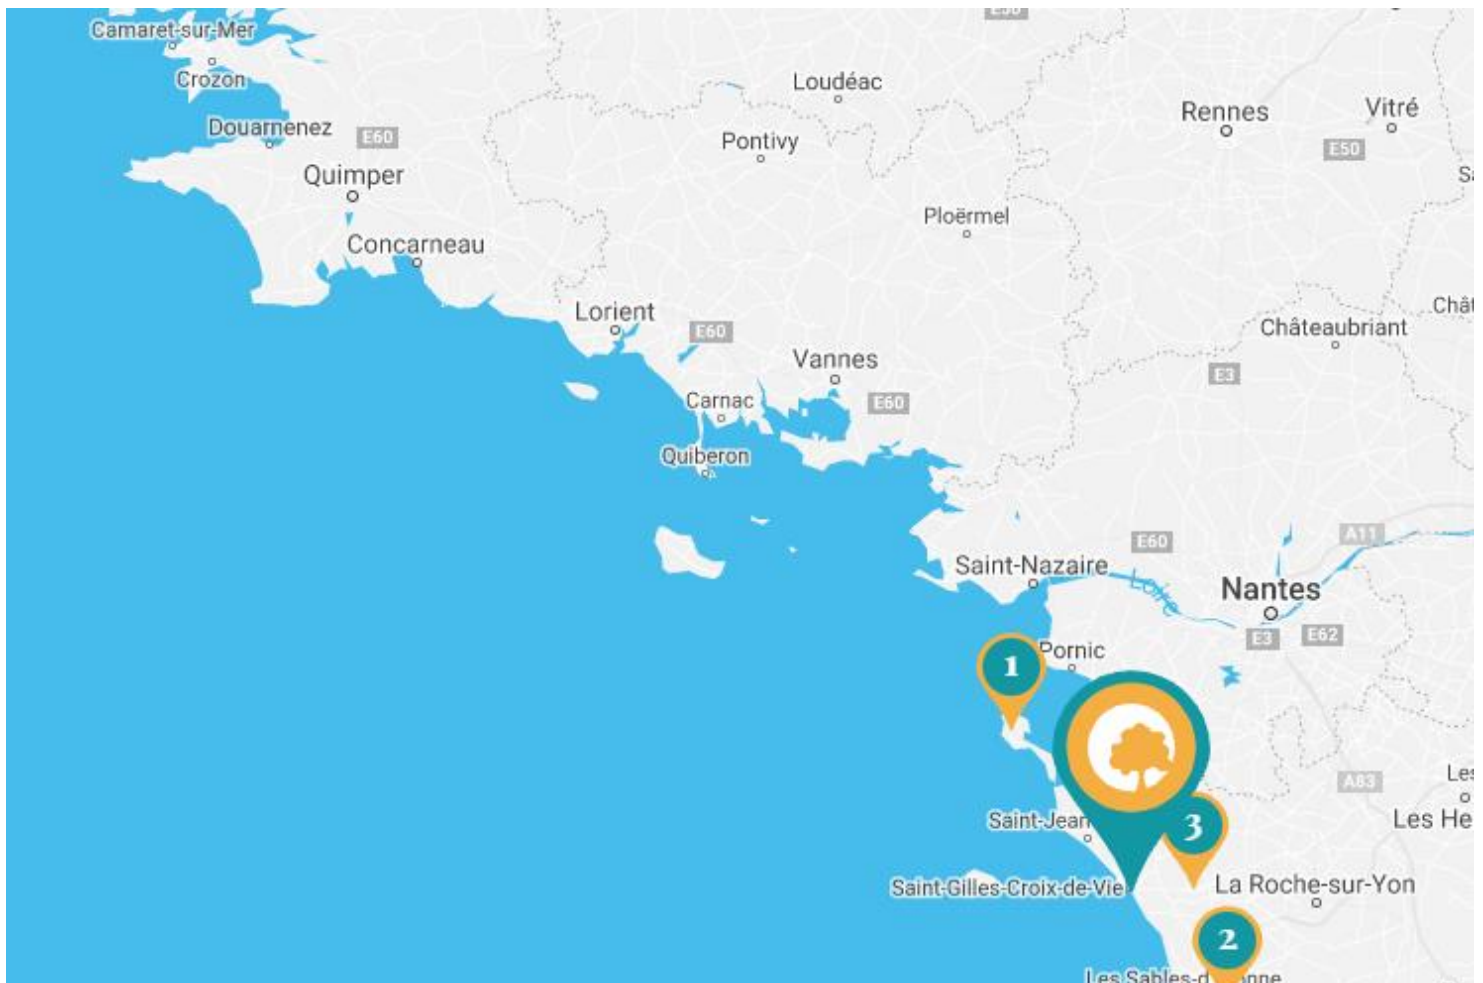 Camaret-sur-Mer
Crozon
Loudéac
Rennes
Vitré
Douarnenez
E60
Pontivy
E50
Quimper
Ploërmel
Concarneau
Lorient
E60
Châteaubriant
Vannes
E3
Carnac
E60
Quiberon
Saint-Nazaire
E60
A11
Loire
Nantes
E3
E62
Pornic
1
A83
Saint-Jean
3
Les He
Saint-Gilles-Croix-de-Vie
La Roche-sur-Yon
2